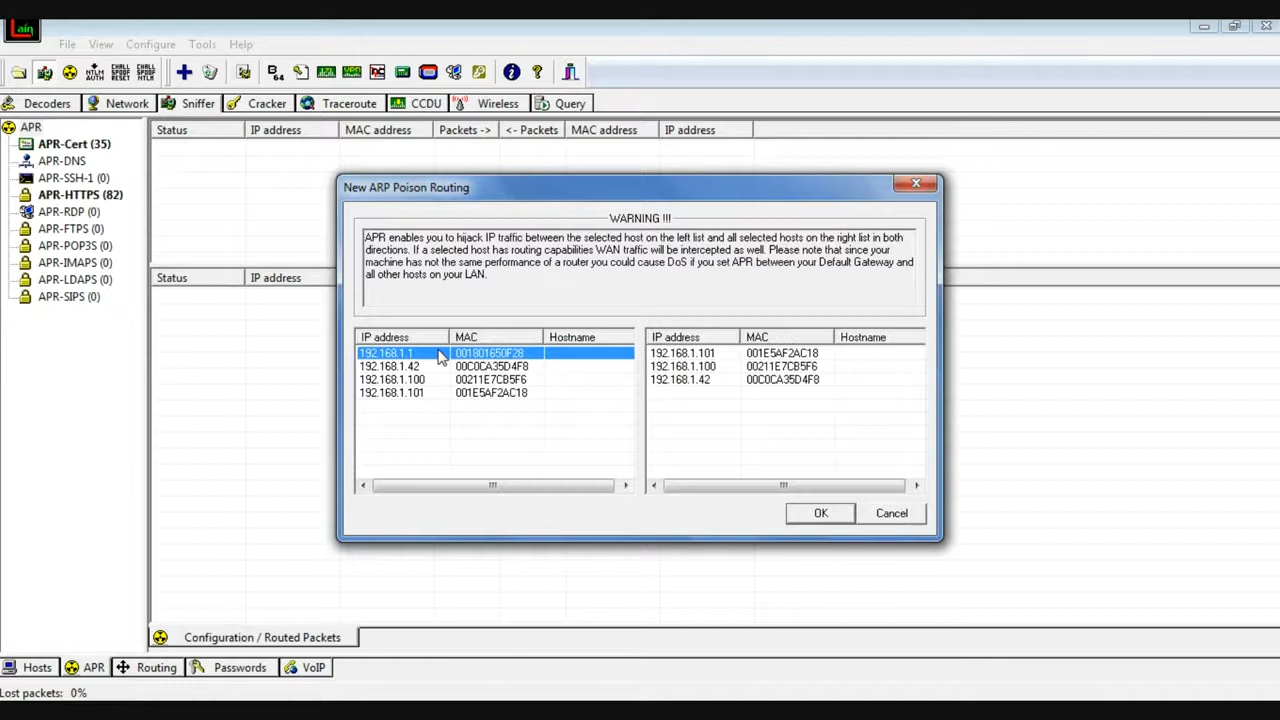 ain
File View Configure Tools Help
NTLM AUTH CHALL SPOOF RESET CHALL SPOOF NTLM B 64
Decoders Network Sniffer Cracker Traceroute CCDU Wireless Query
APR
APR-Cert (35)
APR-DNS
APR-SSH-1 (0)
APR-HTTPS (82)
APR-RDP (0)
APR-FTPS (0)
APR-POP3S (0)
APR-IMAPS (0)
APR-LDAPS (0)
APR-SIPS (0)
Status IP address MAC address Packets -> <- Packets MAC address IP address
Status IP address
New ARP Poison Routing
WARNING !!!
APR enables you to hijack IP traffic between the selected host on the left list and all selected hosts on the right list in both
directions. If a selected host has routing capabilities WAN traffic will be intercepted as well. Please note that since your
machine has not the same performance of a router you could cause DoS if you set APR between your Default Gateway and
all other hosts on your LAN.
IP address MAC Hostname
192.168.1.1 001801650F28
192.168.1.42 00C0CA35D4F8
192.168.1.100 00211E7CB5F6
192.168.1.101 001E5AF2AC18
IP address MAC Hostname
192.168.1.101 001E5AF2AC18
192.168.1.100 00211E7CB5F6
192.168.1.42 00C0CA35D4F8
OK Cancel
Configuration / Routed Packets
Hosts APR Routing Passwords VoIP
Lost packets: 0%